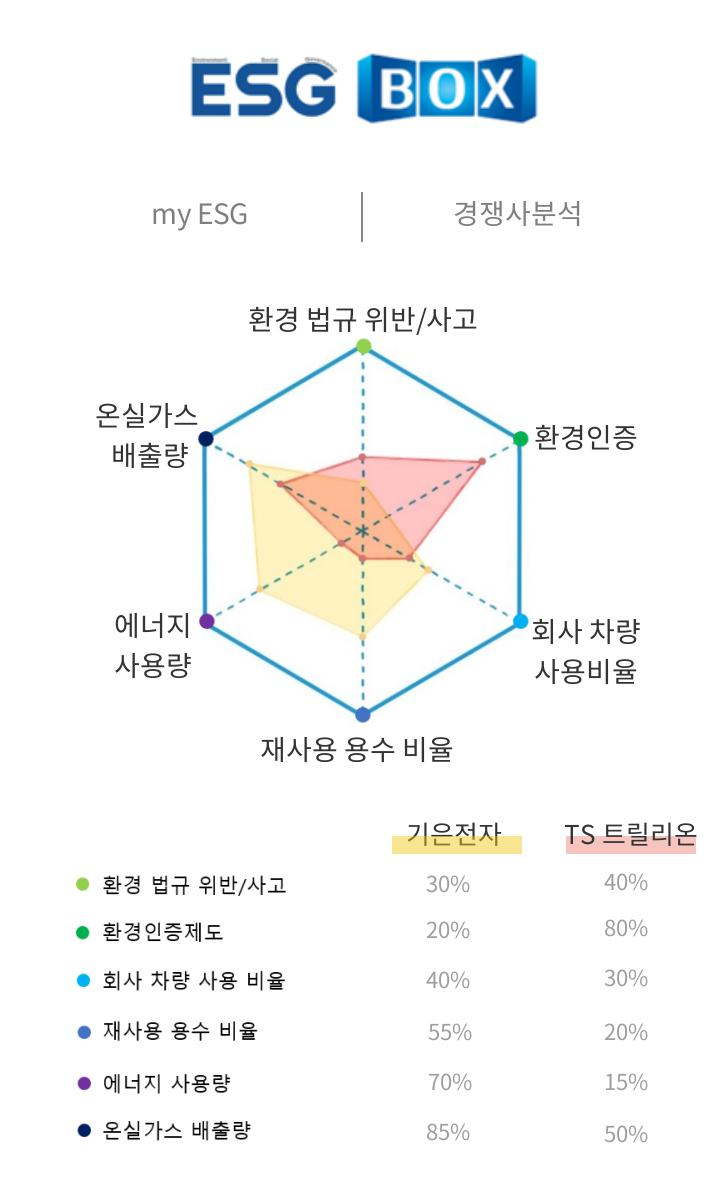 Environment Social Governance
ESG BOX
my ESG 경쟁사분석
환경 법규 위반/사고
온실가스
배출량
환경인증
에너지
사용량
회사 차량
사용비율
재사용 용수 비율
기은전자 TS 트릴리온
환경 법규 위반/사고 30% 40%
환경인증제도 20% 80%
회사 차량 사용 비율 40% 30%
재사용 용수 비율 55% 20%
에너지 사용량 70% 15%
온실가스 배출량 85% 50%